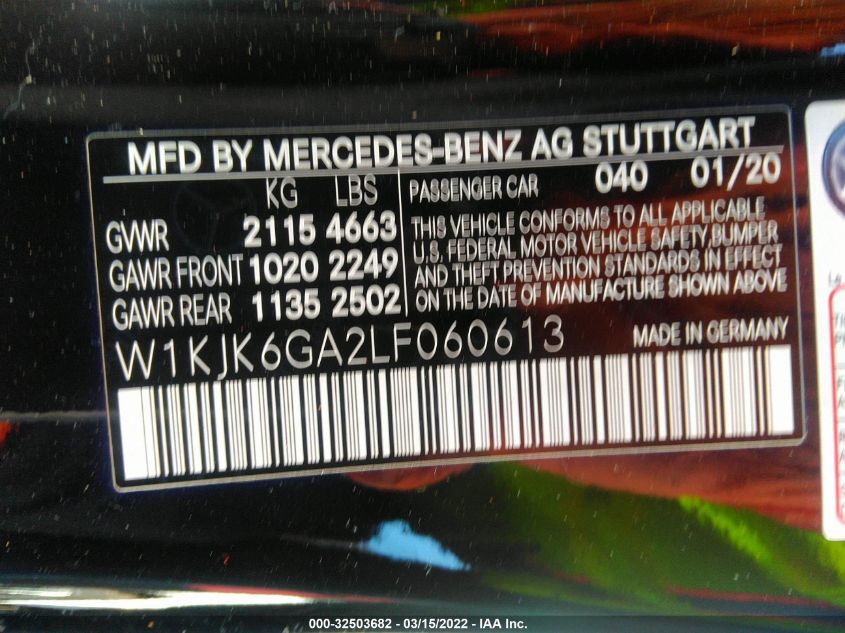 MFD BY MERCEDES-BENZ AG STUTTGART
KG LBS
GVWR 2115 4663
GAWR FRONT 1020 2249
GAWR REAR 1135 2502
PASSENGER CAR 040 01/20
THIS VEHICLE CONFORMS TO ALL APPLICABLE
U.S. FEDERAL MOTOR VEHICLE SAFETY, BUMPER
AND THEFT PREVENTION STANDARDS IN EFFECT
ON THE DATE OF MANUFACTURE SHOWN ABOVE
W1KJK6GA2LF060613 MADE IN GERMANY
000-32503682 - 03/15/2022 - IAA Inc.